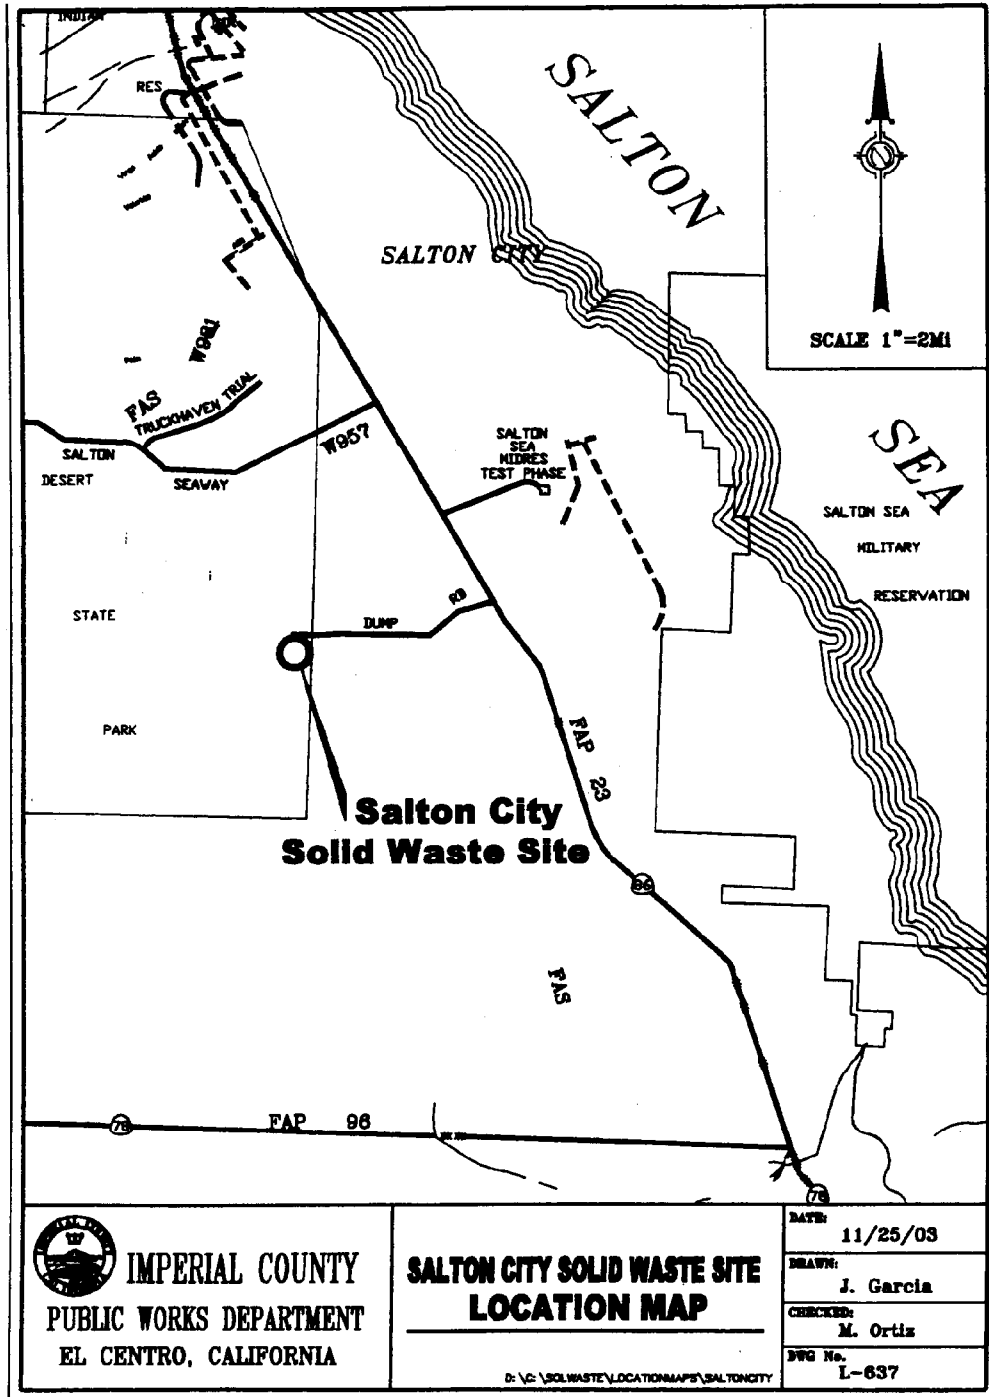 INDIAN
RES
SALTON
SALTON CITY
SCALE 1"=2Mi
W981
FAS
TRUCKHAVEN TRIAL
W957
SALTON
SEAWAY
DESERT
STATE
PARK
SALTON
SEA
MIDRES
TEST PHASE
SEA
SALTON SEA
MILITARY
RESERVATION
DUMP
RD
FAP 23
Salton City
Solid Waste Site
86
FAS
78
FAP 96
78
IMPERIAL COUNTY
PUBLIC WORKS DEPARTMENT
EL CENTRO, CALIFORNIA
SALTON CITY SOLID WASTE SITE
LOCATION MAP
D: \C: \SOLWASTE\LOCATIONMAPS\SALTONCITY
DATE:
11/25/03
DRAWN:
J. Garcia
CHECKED:
M. Ortiz
DWG No.
L-637